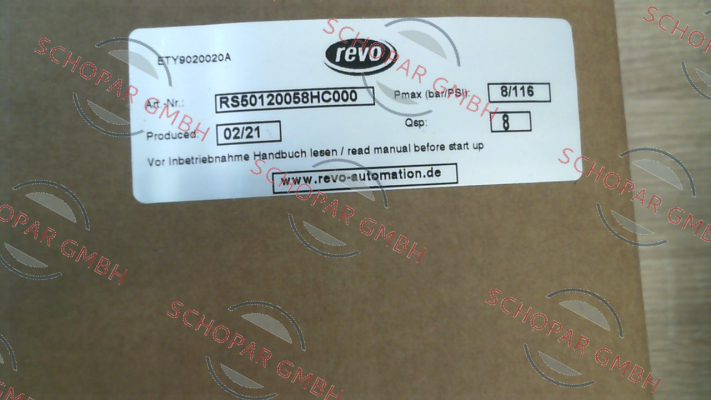 ETY9020020A
revo
Art.-Nr.: RS50120058HC000 Pmax (bar/PSI): 8/116
Produced: 02/21 Qsp: 8
Vor Inbetriebnahme Handbuch lesen / read manual before start up
www.revo-automation.de
SCHOPAR GMBH
SCHOPAR GMBH
SCHOPAR GMBH
SCHOPAR GMBH
SCHOPAR GMBH
SCHOPAR GMBH
SCHOPAR GMBH
SCHOPAR GMBH